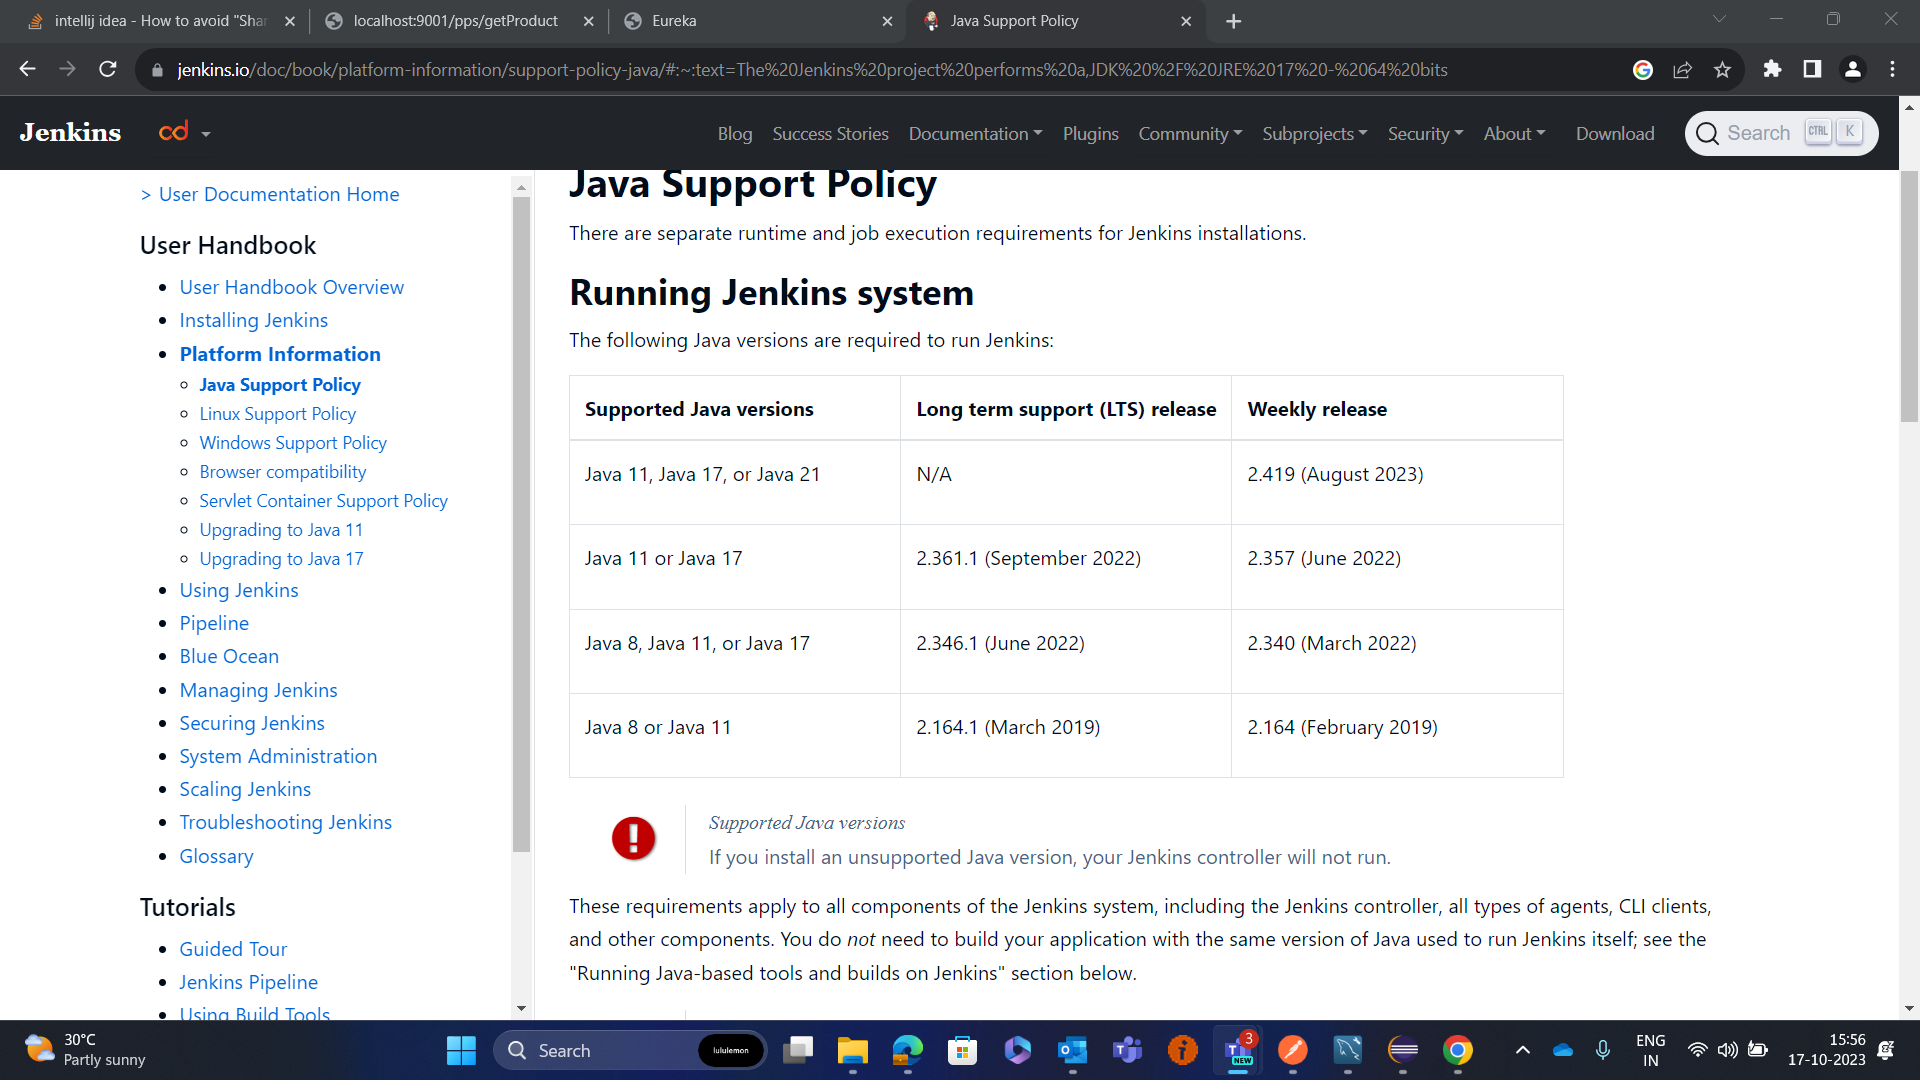 intellij idea - How to avoid "Shar
localhost:9001/pps/getProduct
Eureka
Java Support Policy
jenkins.io/doc/book/platform-information/support-policy-java/#:~:text=The%20Jenkins%20project%20performs%20a,JDK%20%2F%20JRE%2017%20-%2064%20bits
Jenkins
cd
Blog
Success Stories
Documentation
Plugins
Community
Subprojects
Security
About
Download
Search
CTRL
K
> User Documentation Home
User Handbook
User Handbook Overview
Installing Jenkins
Platform Information
Java Support Policy
Linux Support Policy
Windows Support Policy
Browser compatibility
Servlet Container Support Policy
Upgrading to Java 11
Upgrading to Java 17
Using Jenkins
Pipeline
Blue Ocean
Managing Jenkins
Securing Jenkins
System Administration
Scaling Jenkins
Troubleshooting Jenkins
Glossary
Tutorials
Guided Tour
Jenkins Pipeline
Using Build Tools
Java Support Policy
There are separate runtime and job execution requirements for Jenkins installations.
Running Jenkins system
The following Java versions are required to run Jenkins:
Supported Java versions
Long term support (LTS) release
Weekly release
Java 11, Java 17, or Java 21
N/A
2.419 (August 2023)
Java 11 or Java 17
2.361.1 (September 2022)
2.357 (June 2022)
Java 8, Java 11, or Java 17
2.346.1 (June 2022)
2.340 (March 2022)
Java 8 or Java 11
2.164.1 (March 2019)
2.164 (February 2019)
Supported Java versions
If you install an unsupported Java version, your Jenkins controller will not run.
These requirements apply to all components of the Jenkins system, including the Jenkins controller, all types of agents, CLI clients,
and other components. You do not need to build your application with the same version of Java used to run Jenkins itself; see the
"Running Java-based tools and builds on Jenkins" section below.
30°C
Partly sunny
Search
lululemon
3
NEW
ENG
IN
15:56
17-10-2023